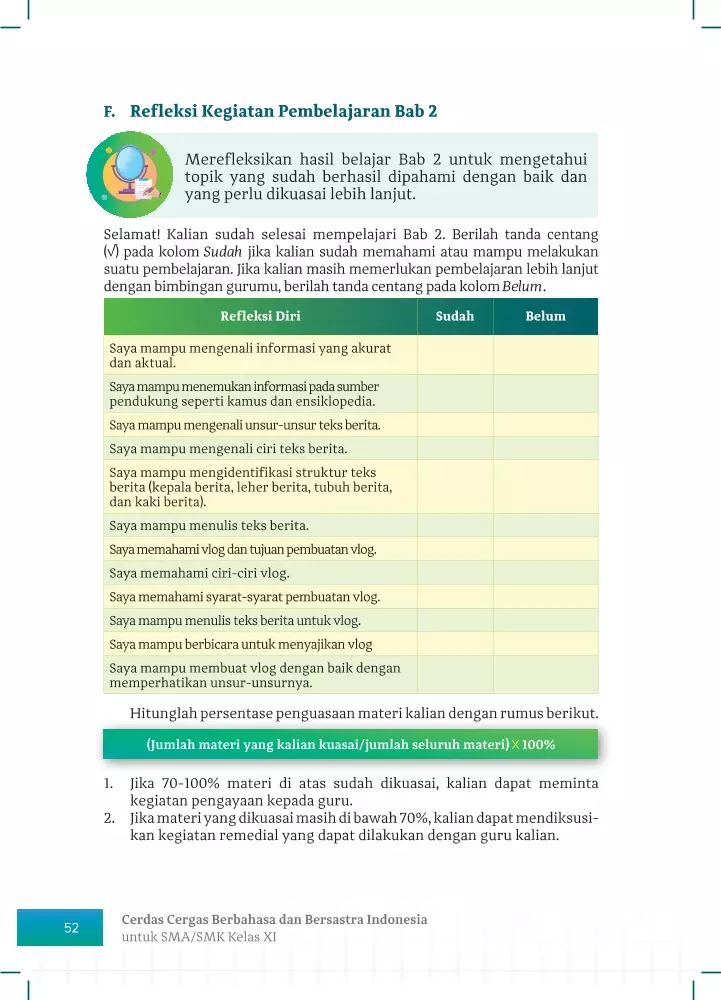 F. Refleksi Kegiatan Pembelajaran Bab 2
Merefleksikan hasil belajar Bab 2 untuk mengetahui
topik yang sudah berhasil dipahami dengan baik dan
yang perlu dikuasai lebih lanjut.
Selamat! Kalian sudah selesai mempelajari Bab 2. Berilah tanda centang
(√) pada kolom Sudah jika kalian sudah memahami atau mampu melakukan
suatu pembelajaran. Jika kalian masih memerlukan pembelajaran lebih lanjut
dengan bimbingan gurumu, berilah tanda centang pada kolom Belum.
Refleksi Diri Sudah Belum
Saya mampu mengenali informasi yang akurat
dan aktual.
Saya mampu menemukan informasi pada sumber
pendukung seperti kamus dan ensiklopedia.
Saya mampu mengenali unsur-unsur teks berita.
Saya mampu mengenali ciri teks berita.
Saya mampu mengidentifikasi struktur teks
berita (kepala berita, leher berita, tubuh berita,
dan kaki berita).
Saya mampu menulis teks berita.
Saya memahami vlog dan tujuan pembuatan vlog.
Saya memahami ciri-ciri vlog.
Saya memahami syarat-syarat pembuatan vlog.
Saya mampu menulis teks berita untuk vlog.
Saya mampu berbicara untuk menyajikan vlog
Saya mampu membuat vlog dengan baik dengan
memperhatikan unsur-unsurnya.
Hitunglah persentase penguasaan materi kalian dengan rumus berikut.
(Jumlah materi yang kalian kuasai/jumlah seluruh materi) X 100%
1. Jika 70-100% materi di atas sudah dikuasai, kalian dapat meminta
kegiatan pengayaan kepada guru.
2. Jika materi yang dikuasai masih di bawah 70%, kalian dapat mendiksusi-
kan kegiatan remedial yang dapat dilakukan dengan guru kalian.
52
Cerdas Cergas Berbahasa dan Bersastra Indonesia
untuk SMA/SMK Kelas XI